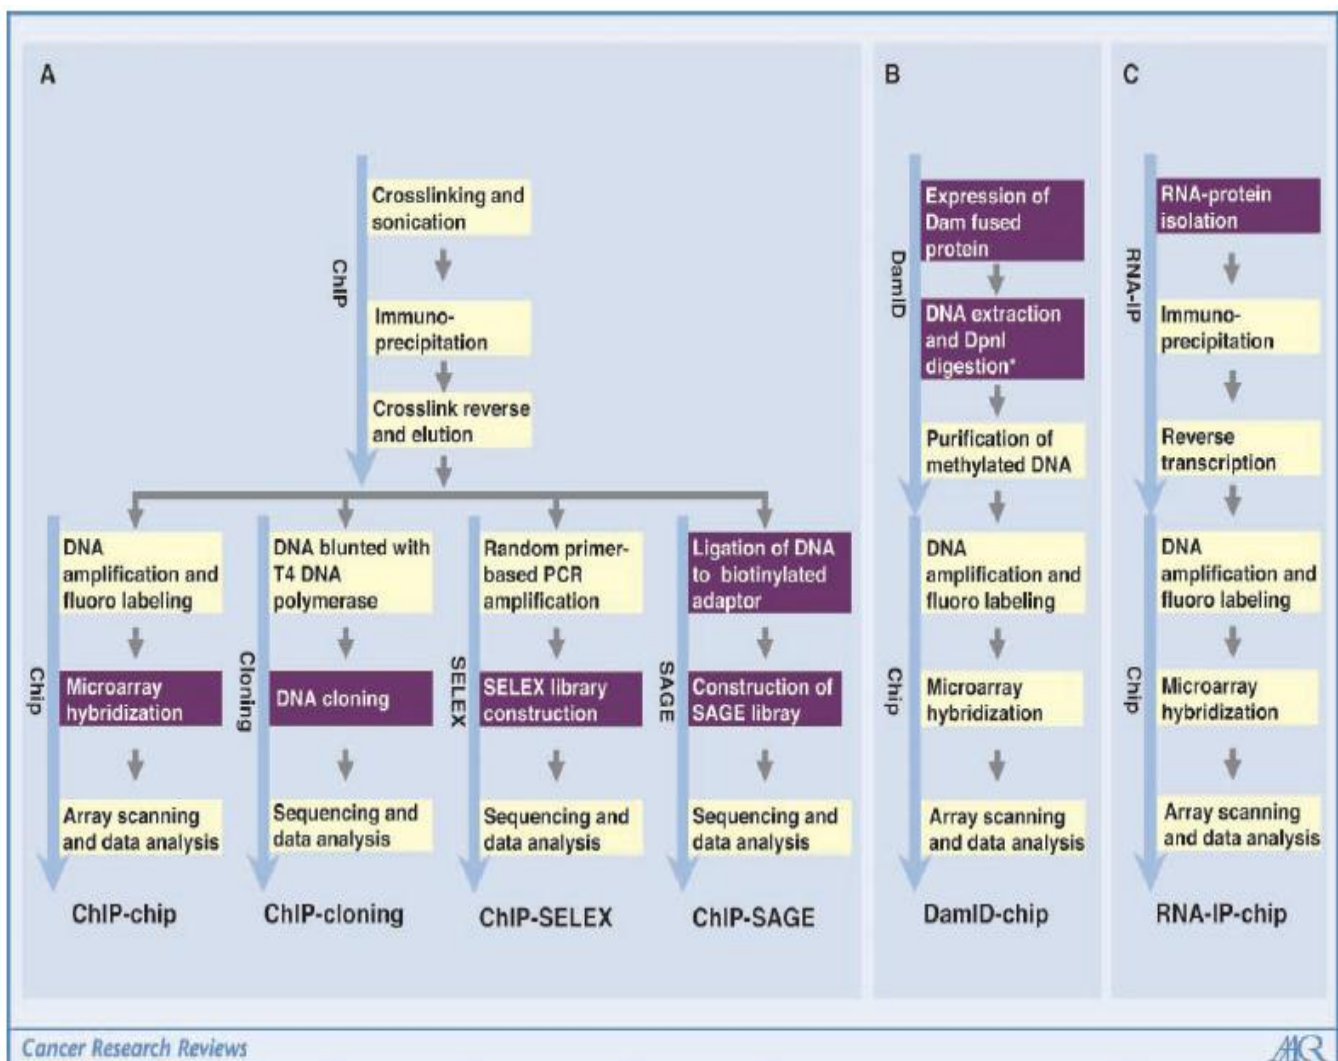 A
Crosslinking and
sonication
ChIP
Immuno-
precipitation
Crosslink reverse
and elution
DNA
amplification and
fluoro labeling
Chip
Microarray
hybridization
Array scanning
and data analysis
ChIP-chip
DNA blunted with
T4 DNA
polymerase
Cloning
DNA cloning
Sequencing and
data analysis
ChIP-cloning
Random primer-
based PCR
amplification
SELEX
SELEX library
construction
Sequencing and
data analysis
ChIP-SELEX
Ligation of DNA
to biotinylated
adaptor
SAGE
Construction of
SAGE libray
Sequencing and
data analysis
ChIP-SAGE
B
Expression of
Dam fused
protein
DamID
DNA extraction
and DpnI
digestion*
Purification of
methylated DNA
DNA
amplification and
fluoro labeling
Chip
Microarray
hybridization
Array scanning
and data analysis
DamID-chip
C
RNA-protein
isolation
RNA-IP
Immuno-
precipitation
Reverse
transcription
DNA
amplification and
fluoro labeling
Chip
Microarray
hybridization
Array scanning
and data analysis
RNA-IP-chip
Cancer Research Reviews
AACR